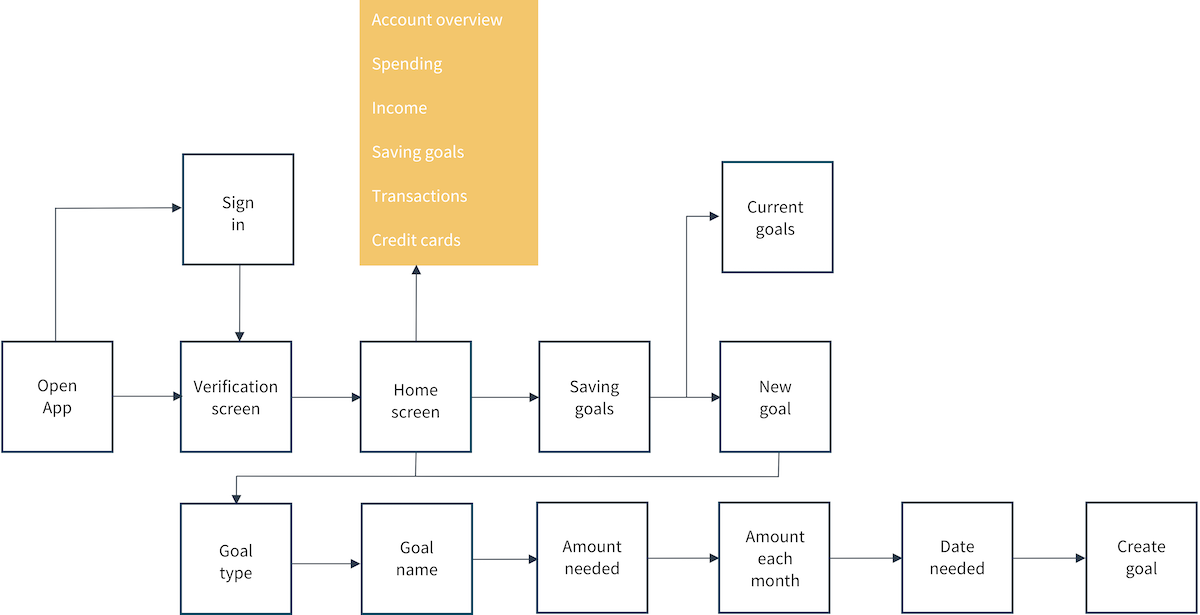 Account overview
Spending
Income
Saving goals
Transactions
Credit cards
Sign
in
Current
goals
Open
App
Verification
screen
Home
screen
Saving
goals
New
goal
Goal
type
Goal
name
Amount
needed
Amount
each
month
Date
needed
Create
goal